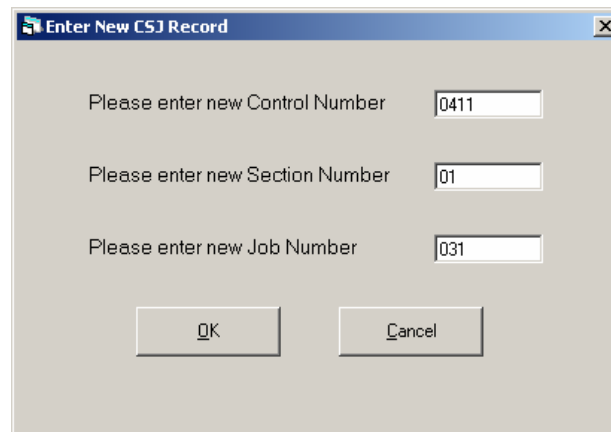 Enter New CSJ Record
Please enter new Control Number 0411
Please enter new Section Number 01
Please enter new Job Number 031
OK Cancel